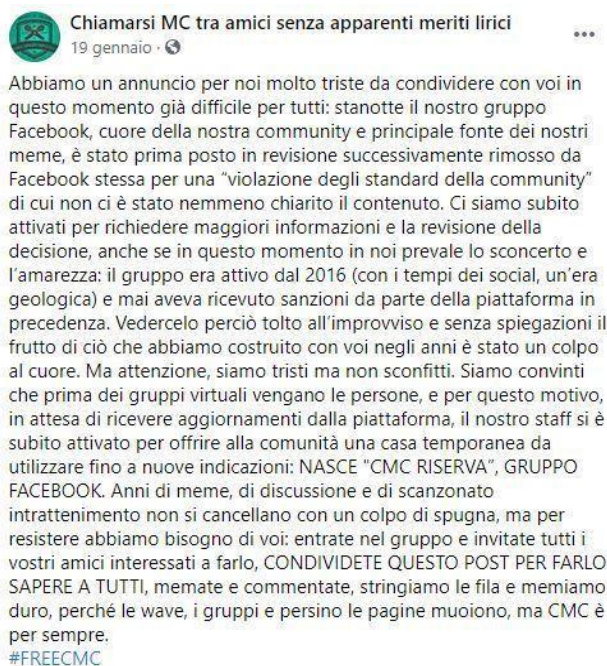 Chiamarsi MC tra amici senza apparenti meriti lirici
19 gennaio ·
Abbiamo un annuncio per noi molto triste da condividere con voi in
questo momento già difficile per tutti: stanotte il nostro gruppo
Facebook, cuore della nostra community e principale fonte dei nostri
meme, è stato prima posto in revisione successivamente rimosso da
Facebook stessa per una "violazione degli standard della community"
di cui non ci è stato nemmeno chiarito il contenuto. Ci siamo subito
attivati per richiedere maggiori informazioni e la revisione della
decisione, anche se in questo momento in noi prevale lo sconcerto e
l'amarezza: il gruppo era attivo dal 2016 (con i tempi dei social, un'era
geologica) e mai aveva ricevuto sanzioni da parte della piattaforma in
precedenza. Vedercelo perciò tolto all'improvviso e senza spiegazioni il
frutto di ciò che abbiamo costruito con voi negli anni è stato un colpo
al cuore. Ma attenzione, siamo tristi ma non sconfitti. Siamo convinti
che prima dei gruppi virtuali vengano le persone, e per questo motivo,
in attesa di ricevere aggiornamenti dalla piattaforma, il nostro staff si è
subito attivato per offrire alla comunità una casa temporanea da
utilizzare fino a nuove indicazioni: NASCE "CMC RISERVA", GRUPPO
FACEBOOK. Anni di meme, di discussione e di scanzonato
intrattenimento non si cancellano con un colpo di spugna, ma per
resistere abbiamo bisogno di voi: entrate nel gruppo e invitate tutti i
vostri amici interessati a farlo, CONDIVIDETE QUESTO POST PER FARLO
SAPERE A TUTTI, memate e commentate, stringiamo le fila e memiamo
duro, perché le wave, i gruppi e persino le pagine muoiono, ma CMC è
per sempre.
#FREECMC